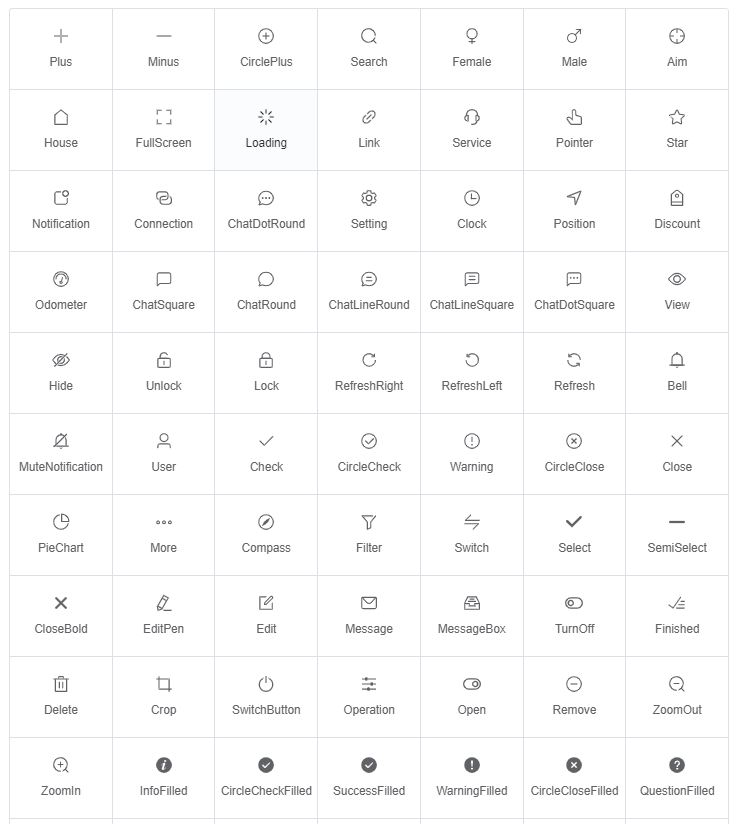 Plus Minus CirclePlus Search Female Male Aim
House FullScreen Loading Link Service Pointer Star
Notification Connection ChatDotRound Setting Clock Position Discount
Odometer ChatSquare ChatRound ChatLineRound ChatLineSquare ChatDotSquare View
Hide Unlock Lock RefreshRight RefreshLeft Refresh Bell
MuteNotification User Check CircleCheck Warning CircleClose Close
PieChart More Compass Filter Switch Select SemiSelect
CloseBold EditPen Edit Message MessageBox TurnOff Finished
Delete Crop SwitchButton Operation Open Remove ZoomOut
ZoomIn InfoFilled CircleCheckFilled SuccessFilled WarningFilled CircleCloseFilled QuestionFilled